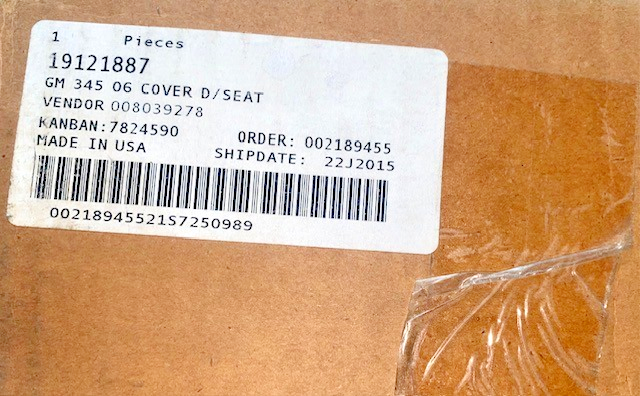 1 Pieces
19121887
GM 345 06 COVER D/SEAT
VENDOR 008039278
KANBAN:7824590 ORDER: 002189455
MADE IN USA SHIPDATE: 22J2015
00218945521S7250989